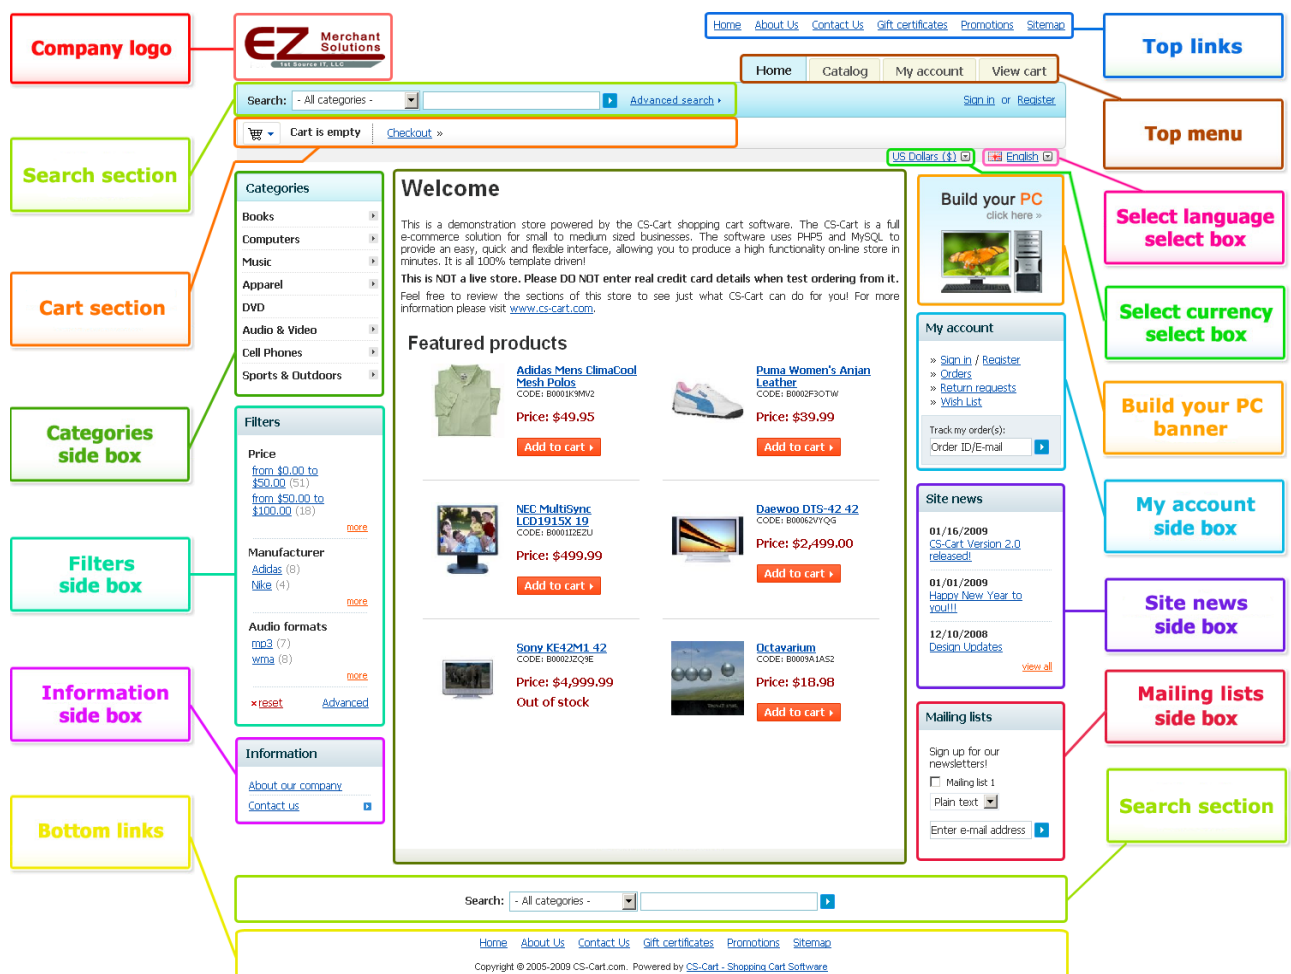 Company logo
EZ Merchant Solutions
1st Source IT, LLC
Home About Us Contact Us Gift certificates Promotions Sitemap
Top links
Home Catalog My account View cart
Search: - All categories - Advanced search
Sign in or Register
Top menu
Cart is empty Checkout »
Search section
US Dollars ($) English
Select language
select box
Cart section
Select currency
select box
Categories
Books
Computers
Music
Apparel
DVD
Audio & Video
Cell Phones
Sports & Outdoors
Categories
side box
Welcome
This is a demonstration store powered by the CS-Cart shopping cart software. The CS-Cart is a full
e-commerce solution for small to medium sized businesses. The software uses PHP5 and MySQL to
provide an easy, quick and flexible interface, allowing you to produce a high functionality on-line store in
minutes. It is all 100% template driven!
This is NOT a live store. Please DO NOT enter real credit card details when test ordering from it.
Feel free to review the sections of this store to see just what CS-Cart can do for you! For more
information please visit www.cs-cart.com.
Featured products
Adidas Mens ClimaCool
Mesh Polos
CODE: B0001K9MV2
Price: $49.95
Add to cart
Puma Women's Anjan
Leather
CODE: B0002F3OTW
Price: $39.99
Add to cart
NEC MultiSync
LCD1915X 19
CODE: B0001I2EZU
Price: $499.99
Add to cart
Daewoo DTS-42 42
CODE: B00062VYQG
Price: $2,499.00
Add to cart
Sony KE42M1 42
CODE: B0002JZQ9E
Price: $4,999.99
Out of stock
Octavarium
CODE: B0009A1AS2
Price: $18.98
Add to cart
Build your PC
click here »
Build your PC
banner
My account
» Sign in / Register
» Orders
» Return requests
» Wish List
Track my order(s):
Order ID/E-mail
My account
side box
Filters
Price
from $0.00 to
$50.00 (51)
from $50.00 to
$100.00 (18)
more
Manufacturer
Adidas (8)
Nike (4)
more
Audio formats
mp3 (7)
wma (8)
more
×reset Advanced
Filters
side box
Site news
01/16/2009
CS-Cart Version 2.0
released!
01/01/2009
Happy New Year to
you!!!
12/10/2008
Design Updates
view all
Site news
side box
Information
About our company
Contact us
Information
side box
Mailing lists
Sign up for our
newsletters!
Mailing list 1
Plain text
Enter e-mail address
Mailing lists
side box
Search section
Search: - All categories -
Bottom links
Home About Us Contact Us Gift certificates Promotions Sitemap
Copyright © 2005-2009 CS-Cart.com. Powered by CS-Cart - Shopping Cart Software